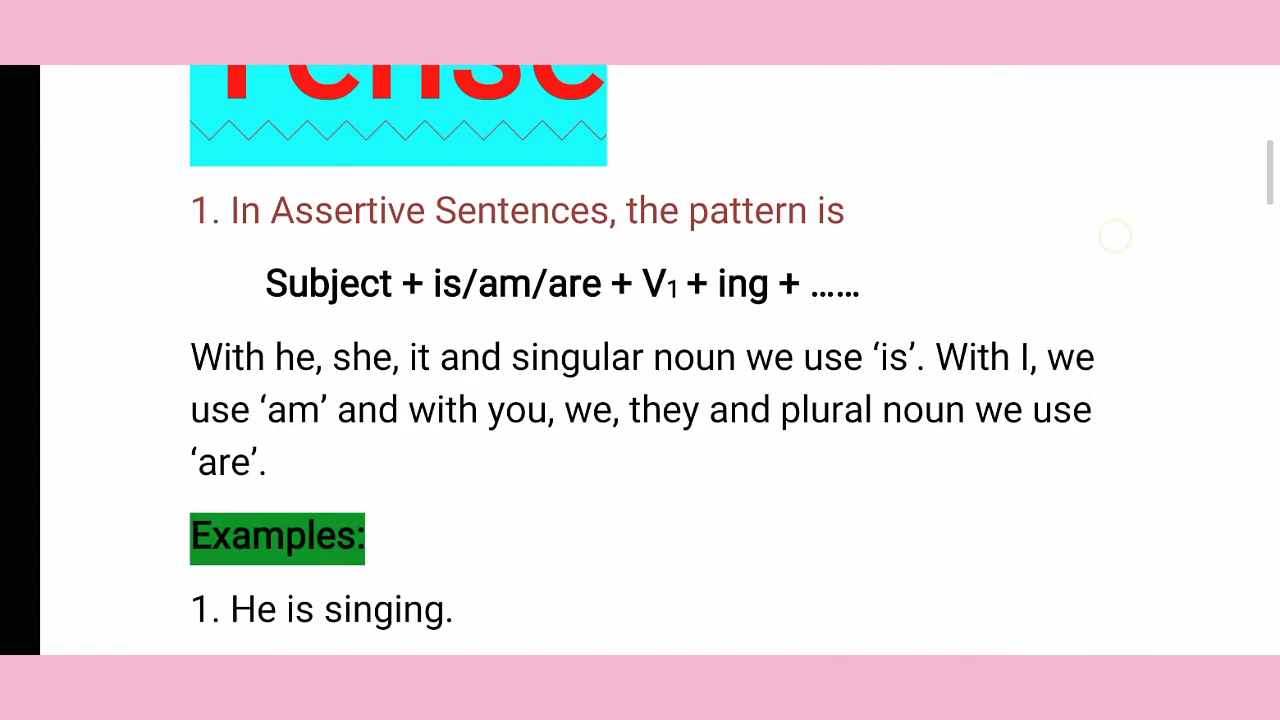 Tense
1. In Assertive Sentences, the pattern is
Subject + is/am/are + V1 + ing + ......
With he, she, it and singular noun we use ‘is’. With I, we
use ‘am’ and with you, we, they and plural noun we use
‘are’.
Examples:
1. He is singing.